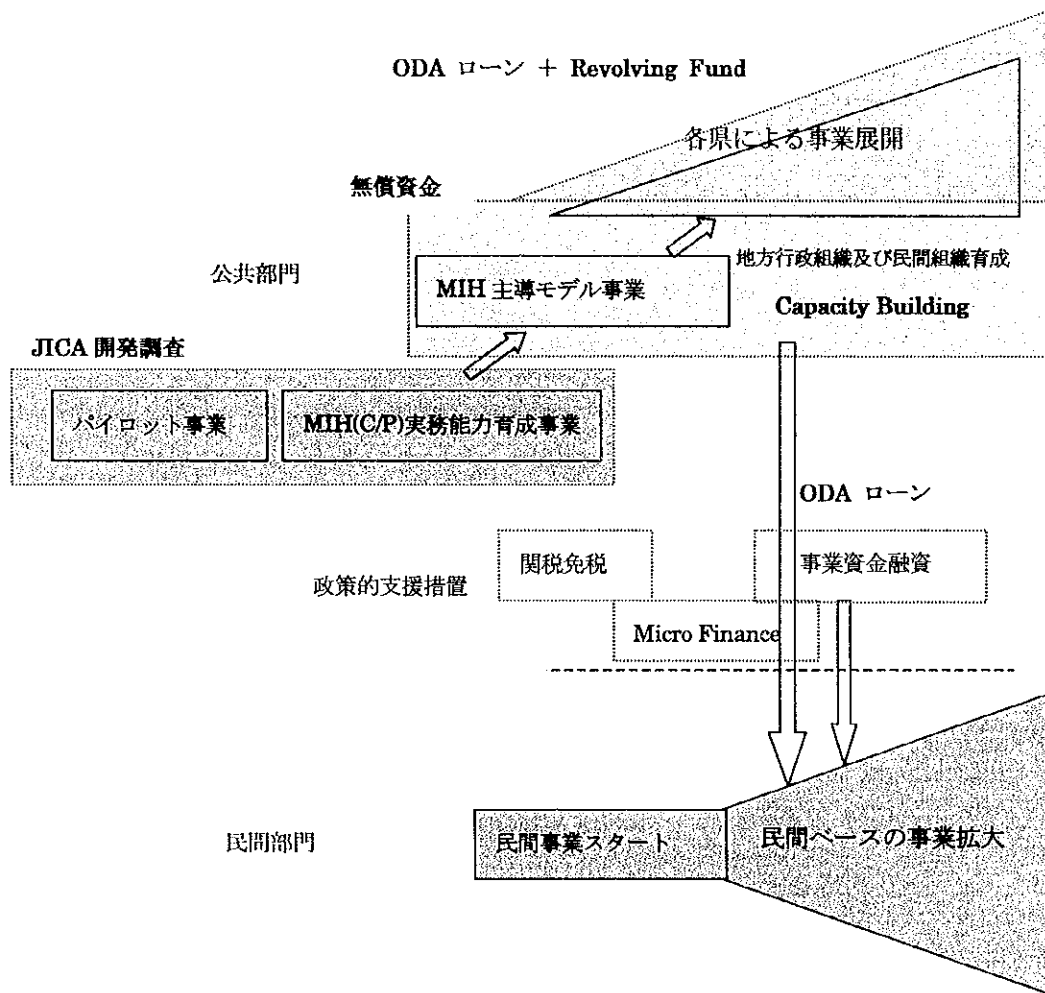 ODA ローン ＋ Revolving Fund
各県による事業展開
無償資金
公共部門
地方行政組織及び民間組織育成
MIH 主導モデル事業
Capacity Building
JICA 開発調査
パイロット事業
MIH(C/P)実務能力育成事業
ODA ローン
関税免税
事業資金融資
政策的支援措置
Micro Finance
民間部門
民間事業スタート
民間ベースの事業拡大